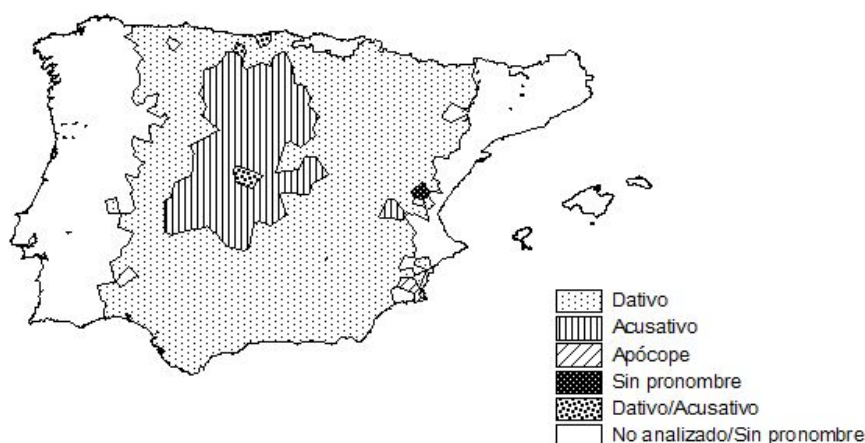 Dativo
Acusativo
Apócope
Sin pronombre
Dativo/Acusativo
No analizado/Sin pronombre